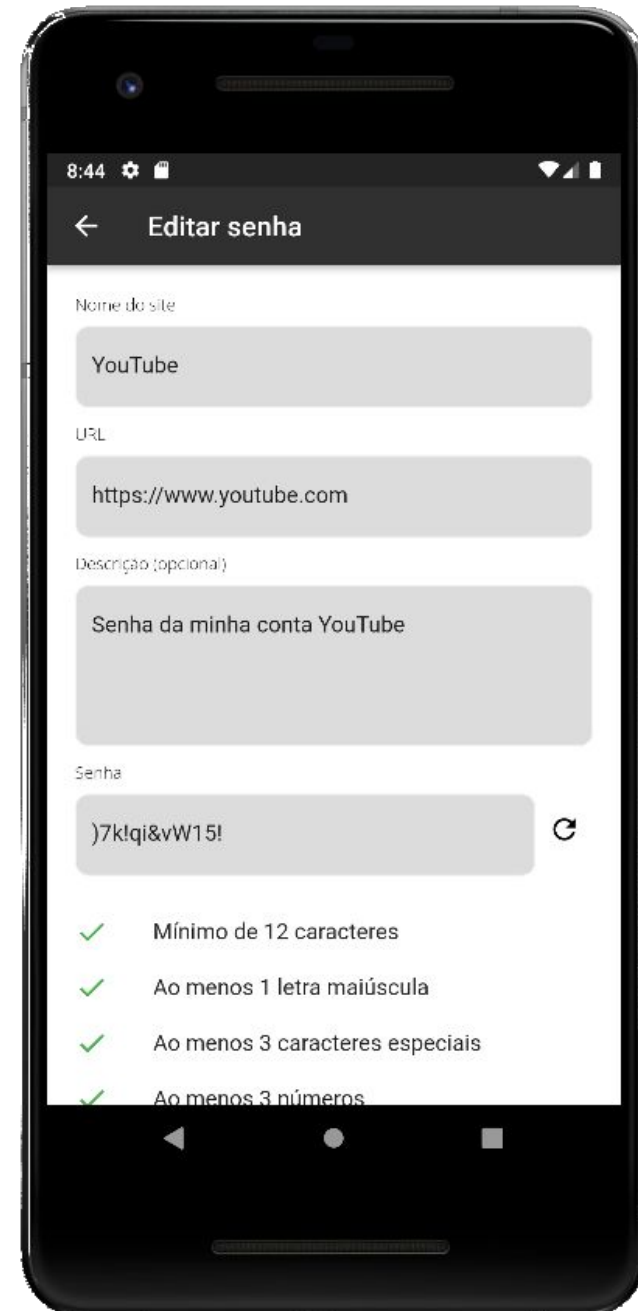 8:44
Editar senha
Nome do site
YouTube
URL
https://www.youtube.com
Descrição (opcional)
Senha da minha conta YouTube
Senha
)7k!qi&vW15!
Mínimo de 12 caracteres
Ao menos 1 letra maiúscula
Ao menos 3 caracteres especiais
Ao menos 3 números